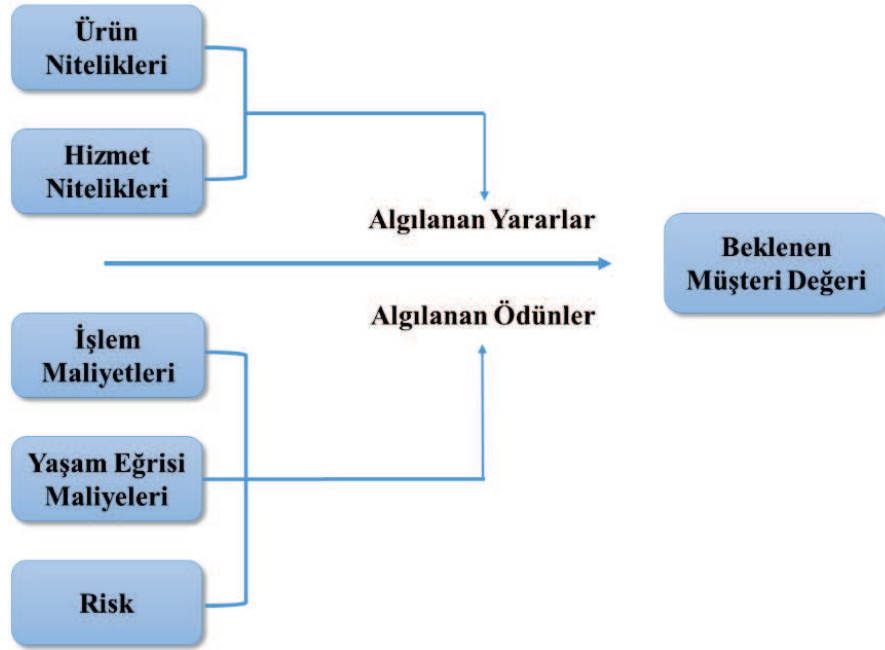 Ürün
Nitelikleri
Hizmet
Nitelikleri
Algılanan Yararlar
Beklenen
Müşteri Değeri
Algılanan Ödünler
İşlem
Maliyetleri
Yaşam Eğrisi
Maliyeleri
Risk